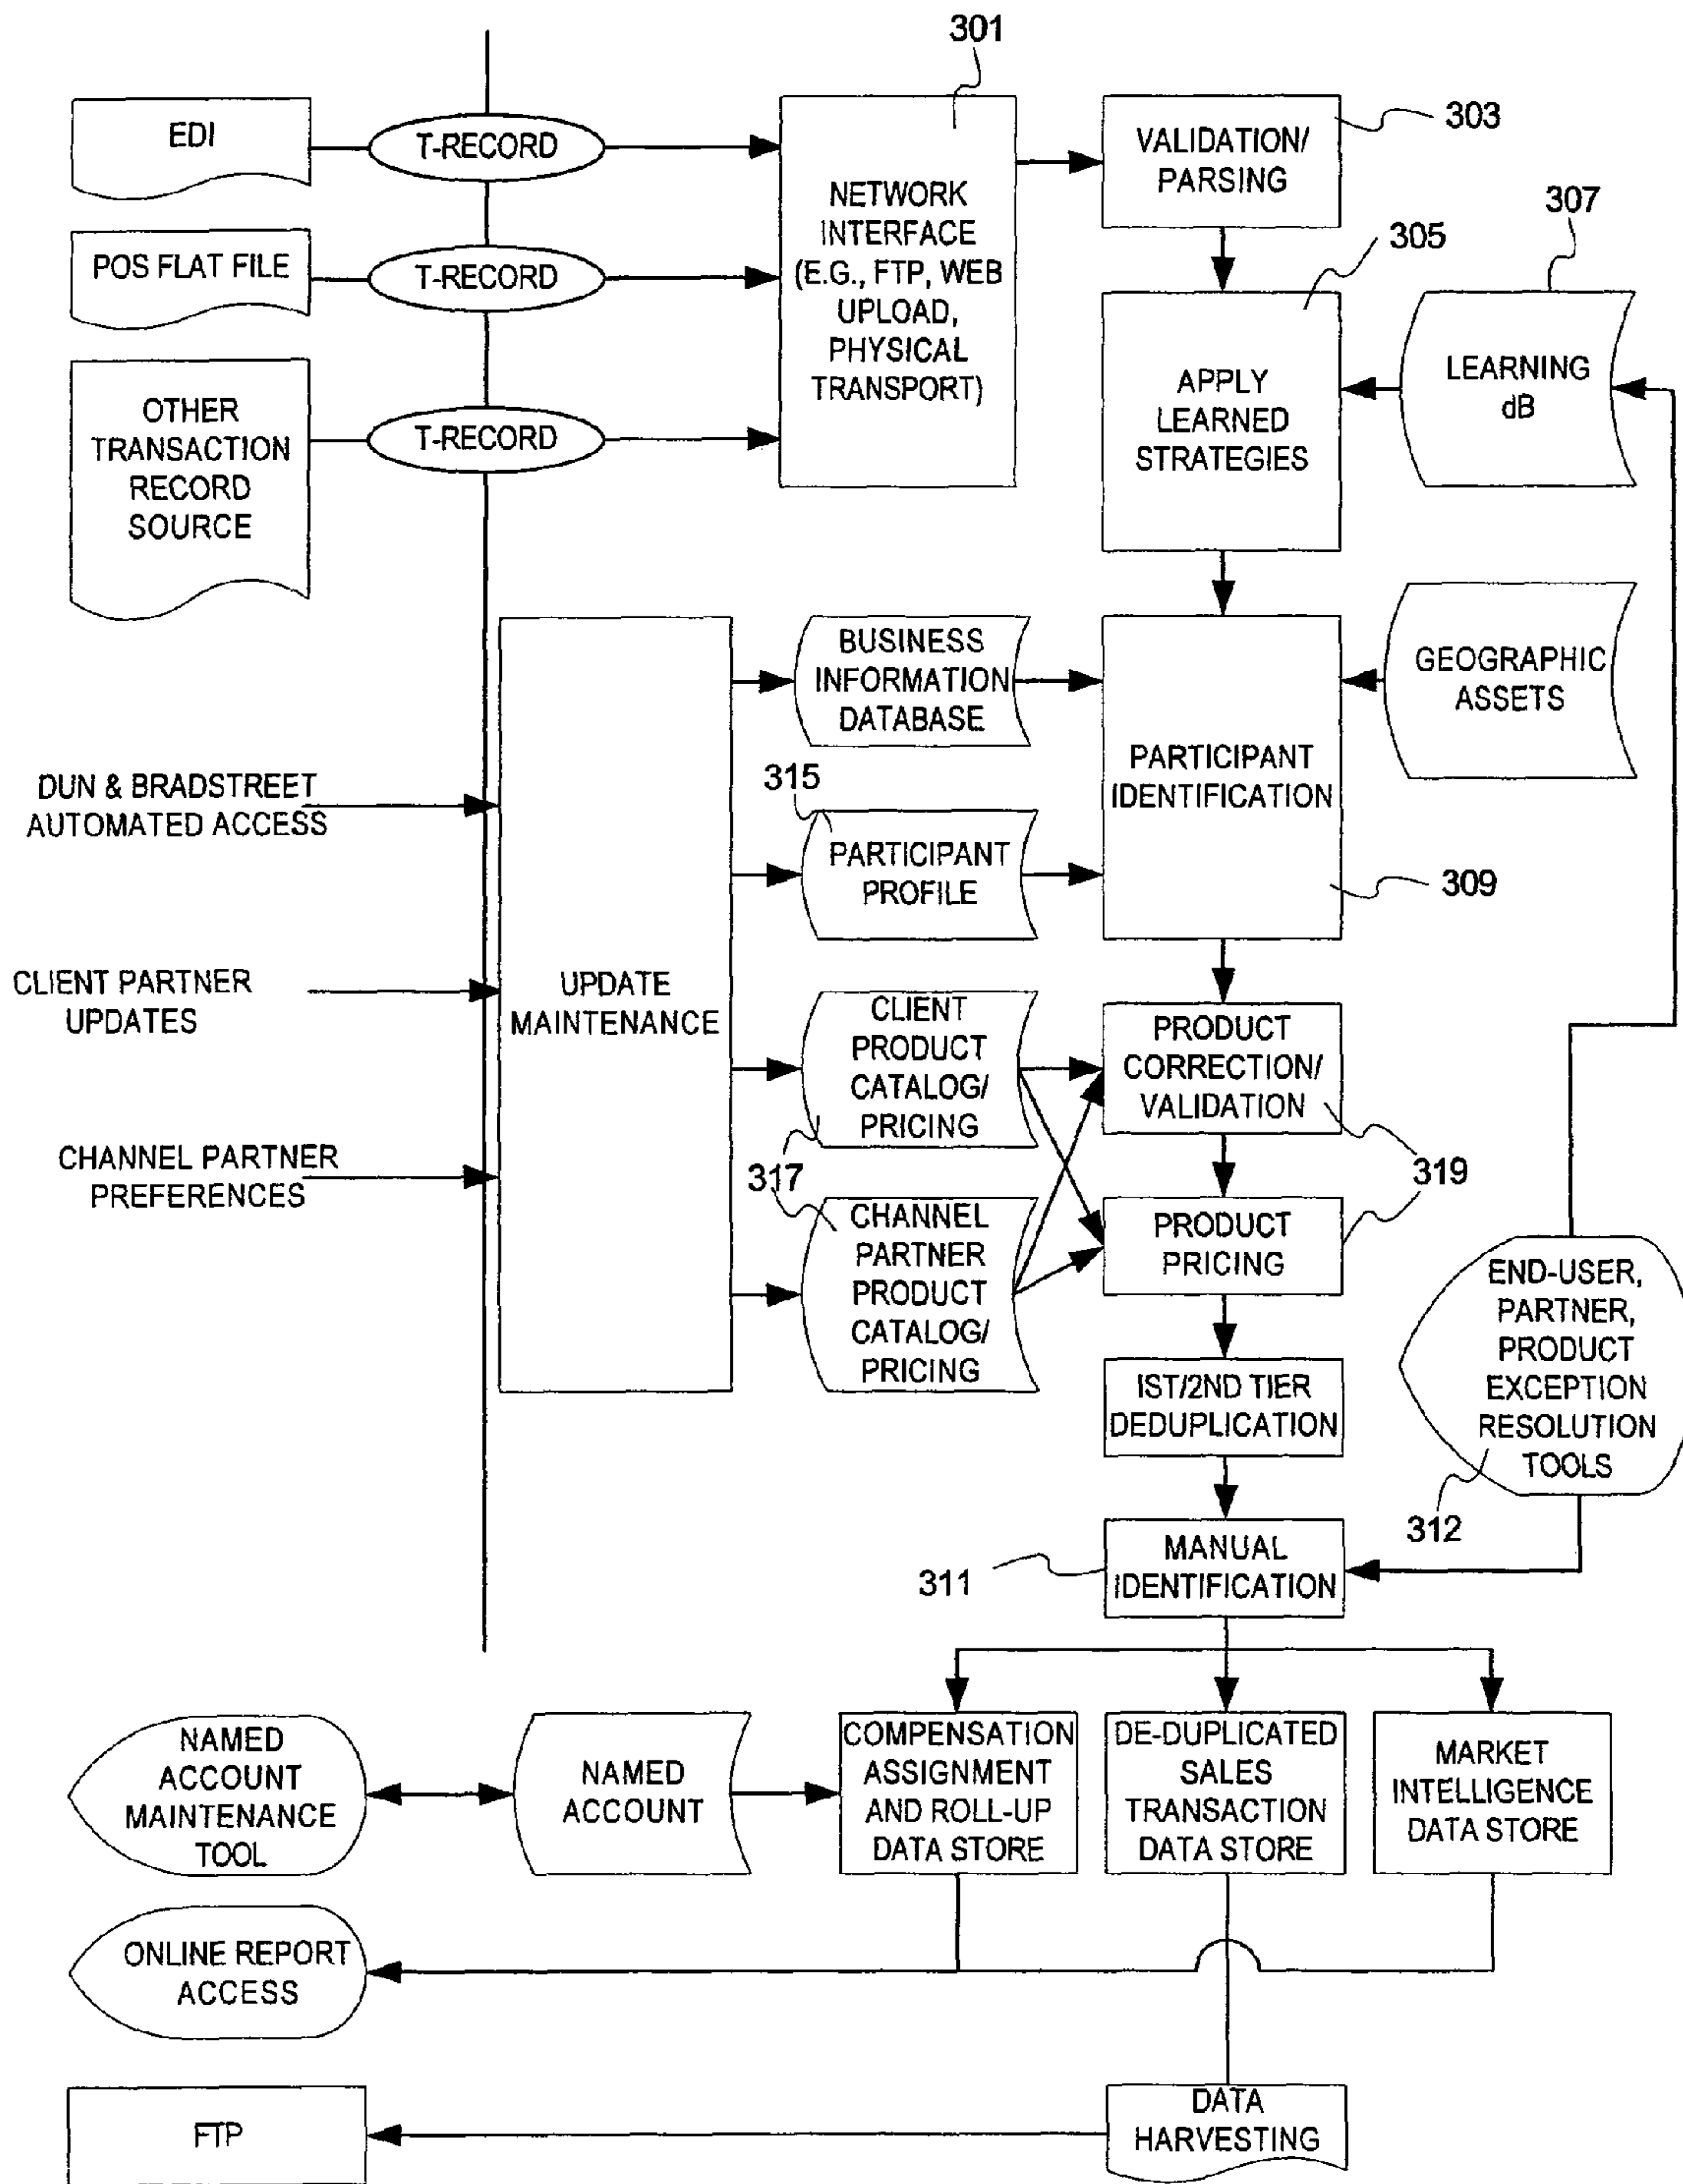 301
EDI
T-RECORD
303
VALIDATION/
PARSING
NETWORK
INTERFACE
(E.G., FTP, WEB
UPLOAD,
PHYSICAL
TRANSPORT)
307
305
POS FLAT FILE
T-RECORD
LEARNING
dB
APPLY
LEARNED
STRATEGIES
OTHER
TRANSACTION
RECORD
SOURCE
T-RECORD
BUSINESS
INFORMATION
DATABASE
GEOGRAPHIC
ASSETS
PARTICIPANT
IDENTIFICATION
DUN & BRADSTREET
AUTOMATED ACCESS
315
PARTICIPANT
PROFILE
309
CLIENT PARTNER
UPDATES
UPDATE
MAINTENANCE
CLIENT
PRODUCT
CATALOG/
PRICING
PRODUCT
CORRECTION/
VALIDATION
CHANNEL PARTNER
PREFERENCES
317
319
CHANNEL
PARTNER
PRODUCT
CATALOG/
PRICING
PRODUCT
PRICING
END-USER,
PARTNER,
PRODUCT
EXCEPTION
RESOLUTION
TOOLS
IST/2ND TIER
DEDUPLICATION
312
311
MANUAL
IDENTIFICATION
NAMED
ACCOUNT
MAINTENANCE
TOOL
NAMED
ACCOUNT
COMPENSATION
ASSIGNMENT
AND ROLL-UP
DATA STORE
DE-DUPLICATED
SALES
TRANSACTION
DATA STORE
MARKET
INTELLIGENCE
DATA STORE
ONLINE REPORT
ACCESS
FTP
DATA
HARVESTING